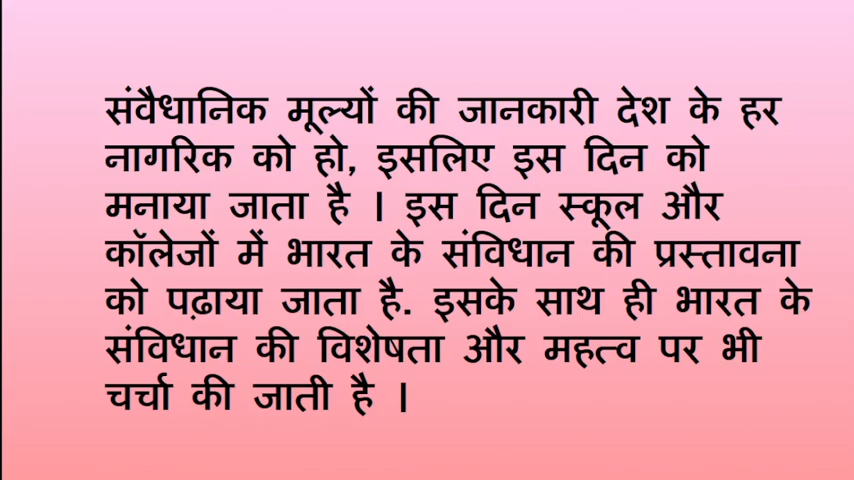 संवैधानिक मूल्यों की जानकारी देश के हर
नागरिक को हो, इसलिए इस दिन को
मनाया जाता है । इस दिन स्कूल और
कॉलेजों में भारत के संविधान की प्रस्तावना
को पढ़ाया जाता है. इसके साथ ही भारत के
संविधान की विशेषता और महत्व पर भी
चर्चा की जाती है ।